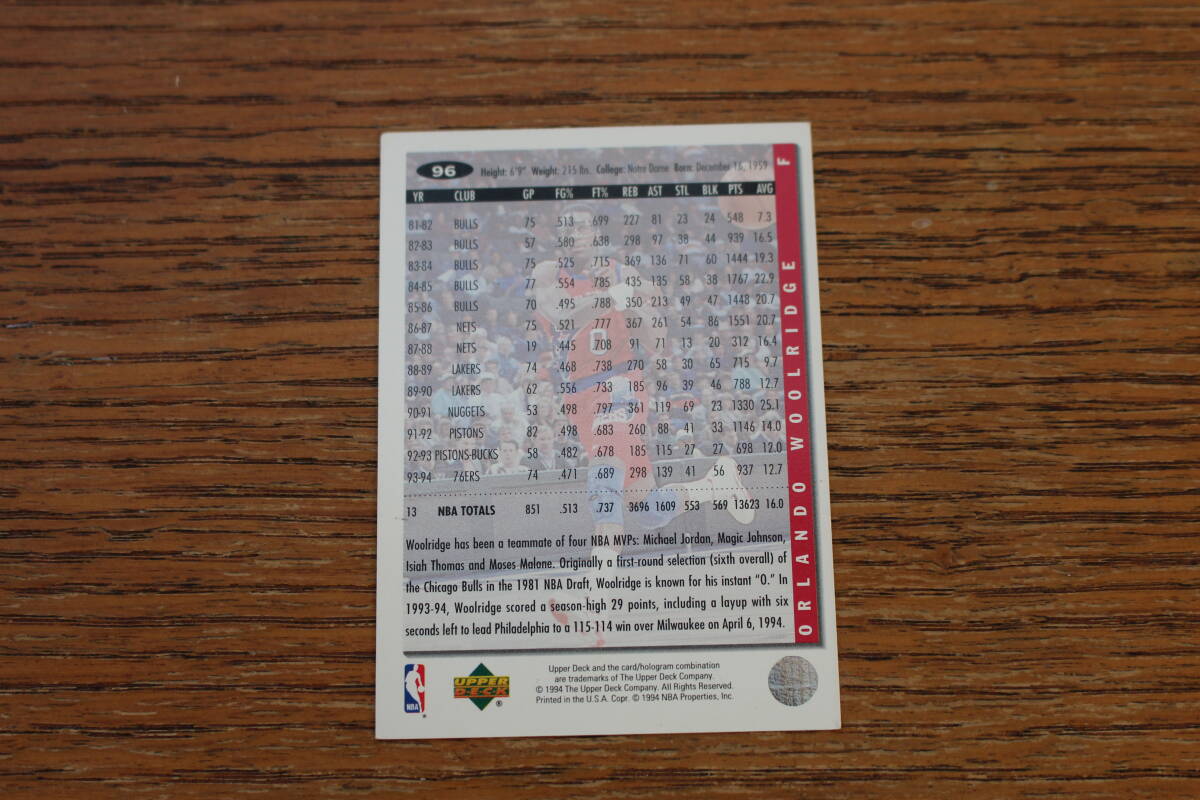 96 Height: 6'9" Weight: 215 lbs. College: Notre Dame Born: December 16, 1959
YR CLUB GP FG% FT% REB AST STL BLK PTS AVG
81-82 BULLS 75 .513 .699 227 81 23 24 548 7.3
82-83 BULLS 57 .580 .638 298 97 38 44 939 16.5
83-84 BULLS 75 .525 .715 369 136 71 60 1444 19.3
84-85 BULLS 77 .554 .785 435 135 58 38 1767 22.9
85-86 BULLS 70 .495 .788 350 213 49 47 1448 20.7
86-87 NETS 75 .521 .777 367 261 54 86 1551 20.7
87-88 NETS 19 .445 .708 91 71 13 20 312 16.4
88-89 LAKERS 74 .468 .738 270 58 30 65 715 9.7
89-90 LAKERS 62 .556 .733 185 96 39 46 788 12.7
90-91 NUGGETS 53 .498 .797 361 119 69 23 1330 25.1
91-92 PISTONS 82 .498 .683 260 88 41 33 1146 14.0
92-93 PISTONS-BUCKS 58 .482 .678 185 115 27 27 698 12.0
93-94 76ERS 74 .471 .689 298 139 41 56 937 12.7
13 NBA TOTALS 851 .513 .737 3696 1609 553 569 13623 16.0
Woolridge has been a teammate of four NBA MVPs: Michael Jordan, Magic Johnson,
Isiah Thomas and Moses Malone. Originally a first-round selection (sixth overall) of
the Chicago Bulls in the 1981 NBA Draft, Woolridge is known for his instant "O." In
1993-94, Woolridge scored a season-high 29 points, including a layup with six
seconds left to lead Philadelphia to a 115-114 win over Milwaukee on April 6, 1994.
ORLANDO WOOLRIDGE F
0
NBA ®
UPPER DECK ®
Upper Deck and the card/hologram combination
are trademarks of The Upper Deck Company.
© 1994 The Upper Deck Company. All Rights Reserved.
Printed in the U.S.A. Copr. © 1994 NBA Properties, Inc.